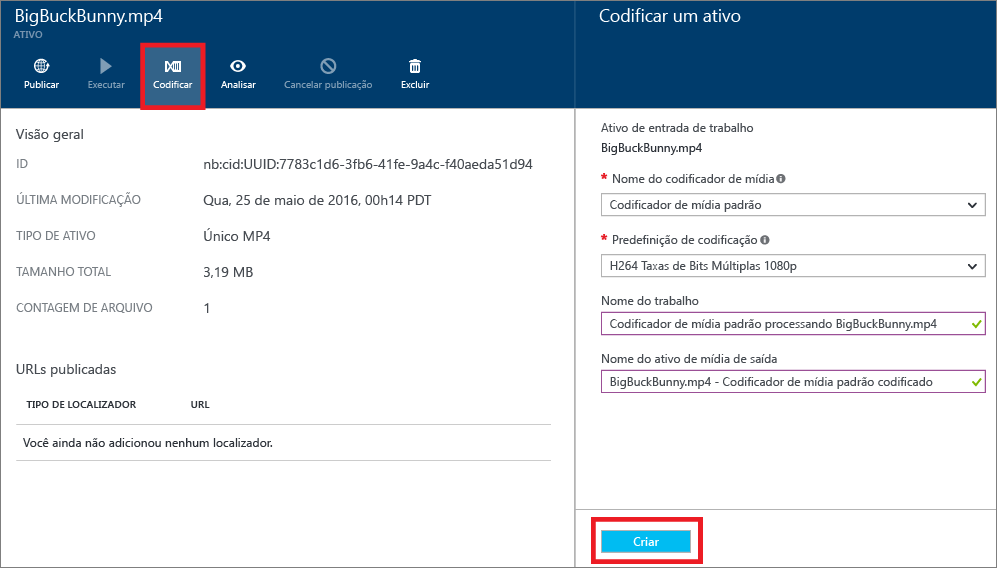 BigBuckBunny.mp4
ATIVO
Publicar
Executar
Codificar
Analisar
Cancelar publicação
Excluir
Visão geral
ID nb:cid:UUID:7783c1d6-3fb6-41fe-9a4c-f40aeda51d94
ÚLTIMA MODIFICAÇÃO Qua, 25 de maio de 2016, 00h14 PDT
TIPO DE ATIVO Único MP4
TAMANHO TOTAL 3,19 MB
CONTAGEM DE ARQUIVO 1
URLs publicadas
TIPO DE LOCALIZADOR URL
Você ainda não adicionou nenhum localizador.
Codificar um ativo
Ativo de entrada de trabalho
BigBuckBunny.mp4
* Nome do codificador de mídia
Codificador de mídia padrão
* Predefinição de codificação
H264 Taxas de Bits Múltiplas 1080p
Nome do trabalho
Codificador de mídia padrão processando BigBuckBunny.mp4
Nome do ativo de mídia de saída
BigBuckBunny.mp4 - Codificador de mídia padrão codificado
Criar